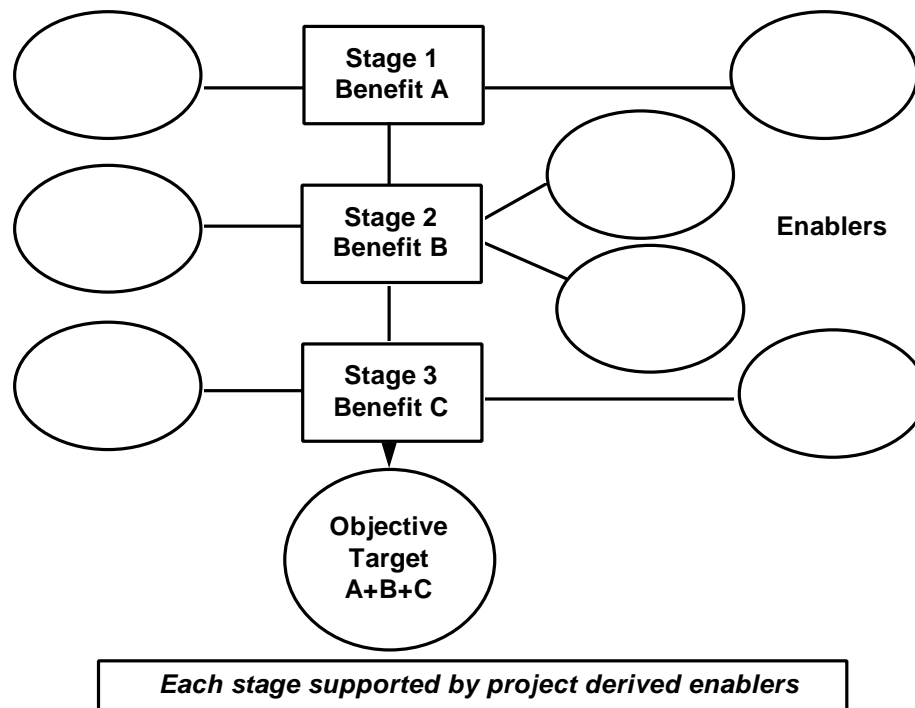 Stage 1
Benefit A
Stage 2
Benefit B
Enablers
Stage 3
Benefit C
Objective
Target
A+B+C
Each stage supported by project derived enablers